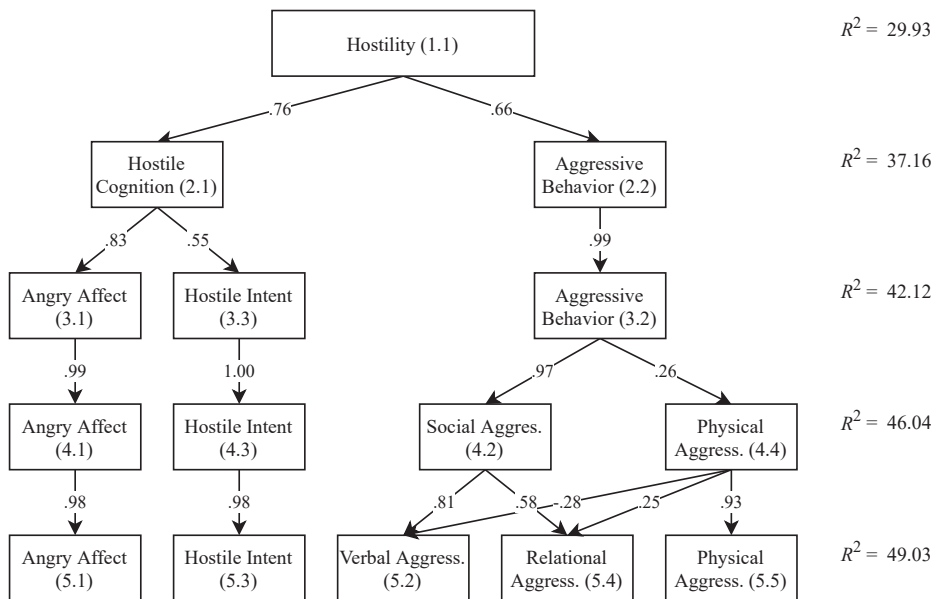 Hostility (1.1)
R² = 29.93
.76
.66
Hostile
Cognition (2.1)
Aggressive
Behavior (2.2)
R² = 37.16
.83
.55
.99
Angry Affect
(3.1)
Hostile Intent
(3.3)
Aggressive
Behavior (3.2)
R² = 42.12
.99
1.00
.97
.26
Angry Affect
(4.1)
Hostile Intent
(4.3)
Social Aggres.
(4.2)
Physical
Aggress. (4.4)
R² = 46.04
.98
.98
.81
.58
-.28
.25
.93
Angry Affect
(5.1)
Hostile Intent
(5.3)
Verbal Aggress.
(5.2)
Relational
Aggress. (5.4)
Physical
Aggress. (5.5)
R² = 49.03